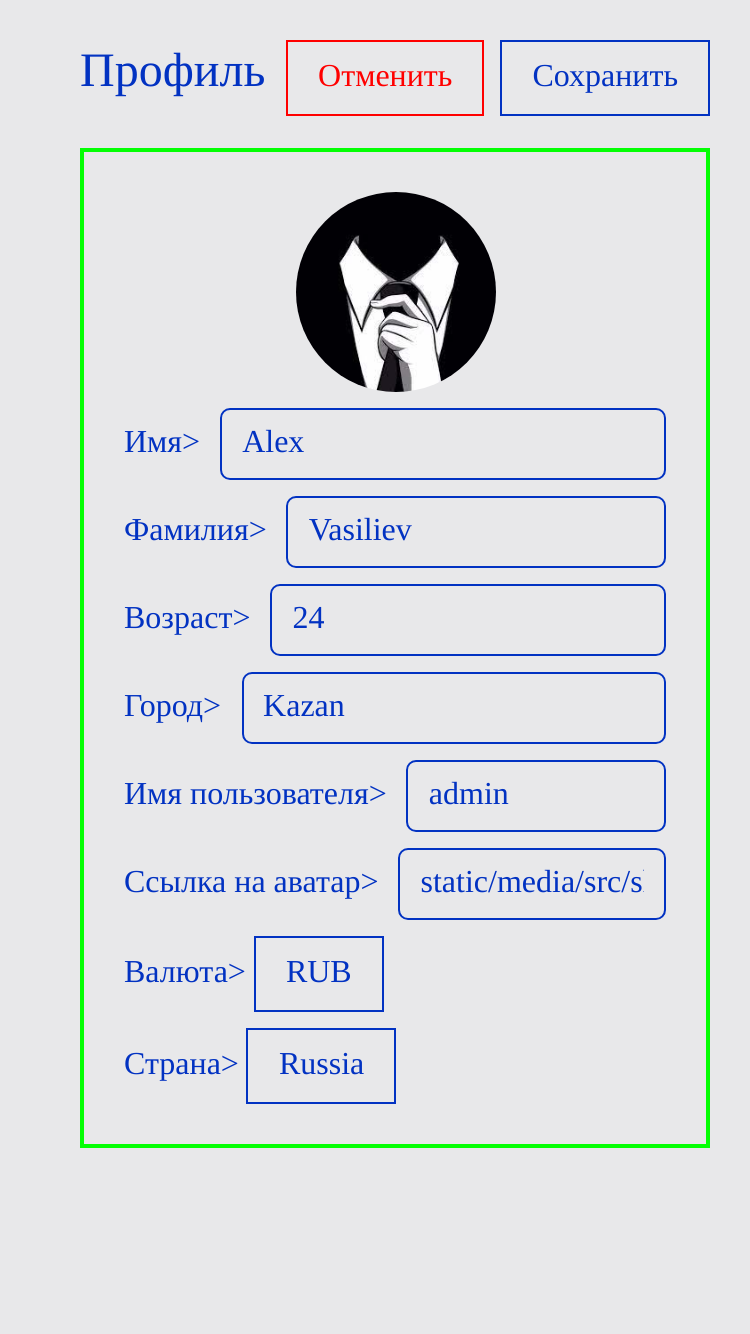 Профиль Отменить Сохранить
Имя> Alex
Фамилия> Vasiliev
Возраст> 24
Город> Kazan
Имя пользователя> admin
Ссылка на аватар> static/media/src/s
Валюта> RUB
Страна> Russia